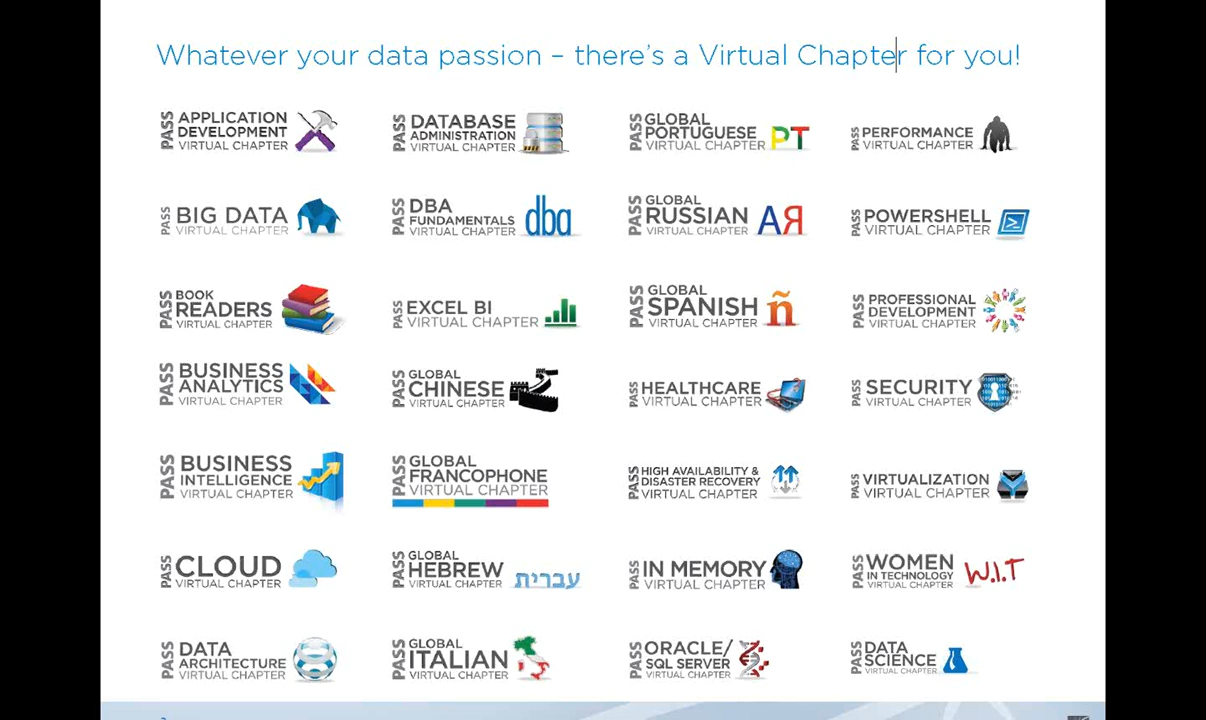 Whatever your data passion – there's a Virtual Chapter for you!
PASS
APPLICATION
DEVELOPMENT
VIRTUAL CHAPTER
PASS
DATABASE
ADMINISTRATION
VIRTUAL CHAPTER
PASS
GLOBAL
PORTUGUESE
VIRTUAL CHAPTER
PT
PASS
PERFORMANCE
VIRTUAL CHAPTER
PASS
BIG DATA
VIRTUAL CHAPTER
PASS
DBA
FUNDAMENTALS
VIRTUAL CHAPTER
dba
PASS
GLOBAL
RUSSIAN
VIRTUAL CHAPTER
АЯ
PASS
POWERSHELL
VIRTUAL CHAPTER
PASS
BOOK
READERS
VIRTUAL CHAPTER
PASS
EXCEL BI
VIRTUAL CHAPTER
PASS
GLOBAL
SPANISH
VIRTUAL CHAPTER
ñ
PASS
PROFESSIONAL
DEVELOPMENT
VIRTUAL CHAPTER
PASS
BUSINESS
ANALYTICS
VIRTUAL CHAPTER
PASS
GLOBAL
CHINESE
VIRTUAL CHAPTER
PASS
HEALTHCARE
VIRTUAL CHAPTER
PASS
SECURITY
VIRTUAL CHAPTER
PASS
BUSINESS
INTELLIGENCE
VIRTUAL CHAPTER
PASS
GLOBAL
FRANCOPHONE
VIRTUAL CHAPTER
PASS
HIGH AVAILABILITY &
DISASTER RECOVERY
VIRTUAL CHAPTER
PASS
VIRTUALIZATION
VIRTUAL CHAPTER
PASS
CLOUD
VIRTUAL CHAPTER
PASS
GLOBAL
HEBREW
VIRTUAL CHAPTER
עברית
PASS
IN MEMORY
VIRTUAL CHAPTER
PASS
WOMEN
IN TECHNOLOGY
VIRTUAL CHAPTER
W.I.T
PASS
DATA
ARCHITECTURE
VIRTUAL CHAPTER
PASS
GLOBAL
ITALIAN
VIRTUAL CHAPTER
PASS
ORACLE/
SQL SERVER
VIRTUAL CHAPTER
PASS
DATA
SCIENCE
VIRTUAL CHAPTER